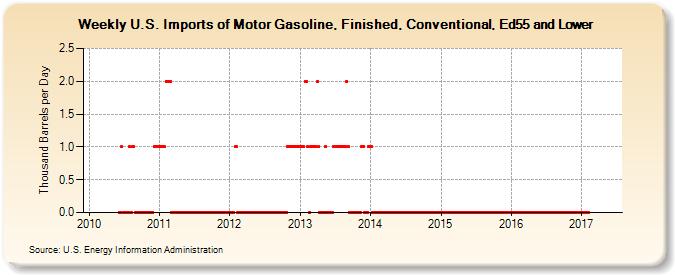 Weekly U.S. Imports of Motor Gasoline, Finished, Conventional, Ed55 and Lower
Thousand Barrels per Day
2.5
2.0
1.5
1.0
0.5
0.0
2010 2011 2012 2013 2014 2015 2016 2017
Source: U.S. Energy Information Administration